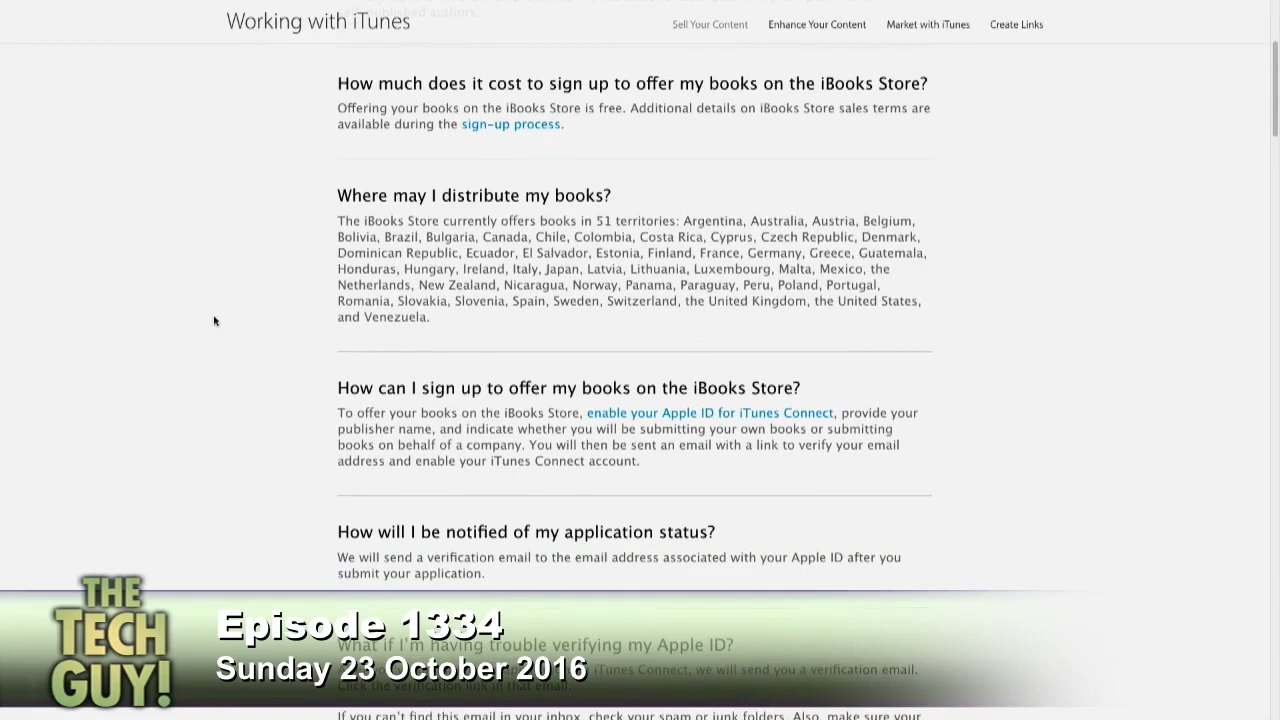 published authors.
Working with iTunes
Sell Your Content Enhance Your Content Market with iTunes Create Links
How much does it cost to sign up to offer my books on the iBooks Store?
Offering your books on the iBooks Store is free. Additional details on iBooks Store sales terms are
available during the sign-up process.
Where may I distribute my books?
The iBooks Store currently offers books in 51 territories: Argentina, Australia, Austria, Belgium,
Bolivia, Brazil, Bulgaria, Canada, Chile, Colombia, Costa Rica, Cyprus, Czech Republic, Denmark,
Dominican Republic, Ecuador, El Salvador, Estonia, Finland, France, Germany, Greece, Guatemala,
Honduras, Hungary, Ireland, Italy, Japan, Latvia, Lithuania, Luxembourg, Malta, Mexico, the
Netherlands, New Zealand, Nicaragua, Norway, Panama, Paraguay, Peru, Poland, Portugal,
Romania, Slovakia, Slovenia, Spain, Sweden, Switzerland, the United Kingdom, the United States,
and Venezuela.
How can I sign up to offer my books on the iBooks Store?
To offer your books on the iBooks Store, enable your Apple ID for iTunes Connect, provide your
publisher name, and indicate whether you will be submitting your own books or submitting
books on behalf of a company. You will then be sent an email with a link to verify your email
address and enable your iTunes Connect account.
How will I be notified of my application status?
We will send a verification email to the email address associated with your Apple ID after you
submit your application.
THE
TECH
GUY!
Episode 1334
Sunday 23 October 2016
What if I'm having trouble verifying my Apple ID?
iTunes Connect, we will send you a verification email.
Click the verification link in that email.
If you can't find this email in your inbox, check your spam or junk folders. Also, make sure your